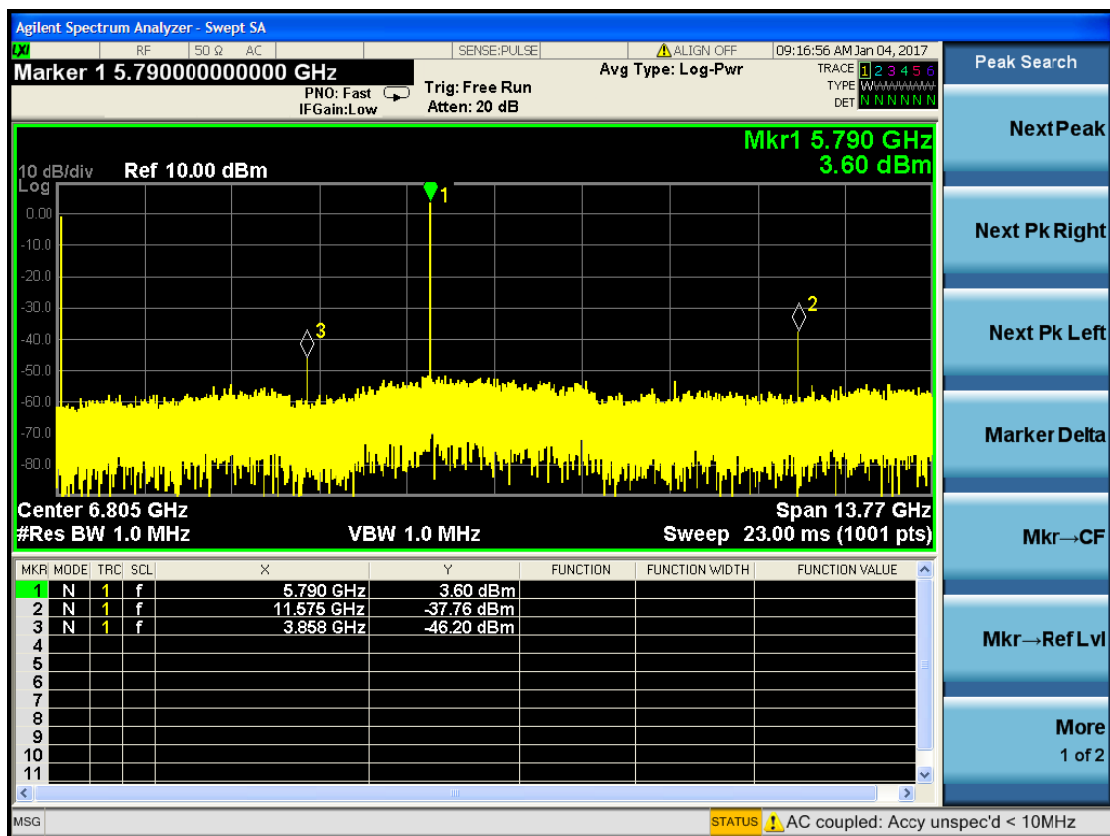 Agilent Spectrum Analyzer - Swept SA
LXI RF 50 Ω AC SENSE:PULSE ALIGN OFF 09:16:56 AM Jan 04, 2017
Marker 1 5.790000000000 GHz
PNO: Fast
IFGain:Low
Trig: Free Run
Atten: 20 dB
Avg Type: Log-Pwr
TRACE 1 2 3 4 5 6
TYPE WWWWWW
DET N N N N N N
Mkr1 5.790 GHz
3.60 dBm
10 dB/div Ref 10.00 dBm
Log
0.00
-10.0
-20.0
-30.0
-40.0
-50.0
-60.0
-70.0
-80.0
1
2
3
Center 6.805 GHz Span 13.77 GHz
#Res BW 1.0 MHz VBW 1.0 MHz Sweep 23.00 ms (1001 pts)
MKR MODE TRC SCL X Y FUNCTION FUNCTION WIDTH FUNCTION VALUE
1 N 1 f 5.790 GHz 3.60 dBm
2 N 1 f 11.575 GHz -37.76 dBm
3 N 1 f 3.858 GHz -46.20 dBm
4
5
6
7
8
9
10
11
MSG STATUS AC coupled: Accy unspec'd < 10MHz
Peak Search
NextPeak
Next Pk Right
Next Pk Left
Marker Delta
Mkr→CF
Mkr→Ref Lvl
More
1 of 2